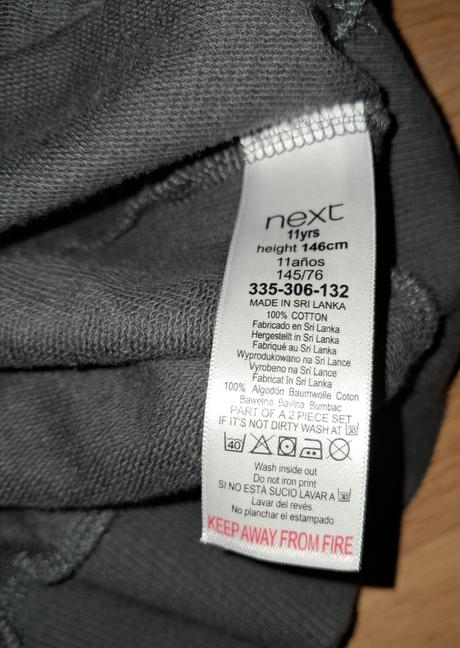 next
11yrs
height 146cm
11años
145/76
335-306-132
MADE IN SRI LANKA
100% COTTON
Fabricado en Sri Lanka
Hergestellt in Sri Lanka
Fabriqué au Sri Lanka
Wyprodukowano na Sri Lance
Vyrobeno na Sri Lance
Fabricat în Sri Lanka
100% Algodón Baumwolle Coton
Bawełna Bavlna Bumbac
PART OF A 2 PIECE SET
IF IT'S NOT DIRTY WASH AT 30
40
Wash inside out
Do not iron print
SI NO ESTÁ SUCIO LAVAR A 30
Lavar del revés.
No planchar el estampado
KEEP AWAY FROM FIRE